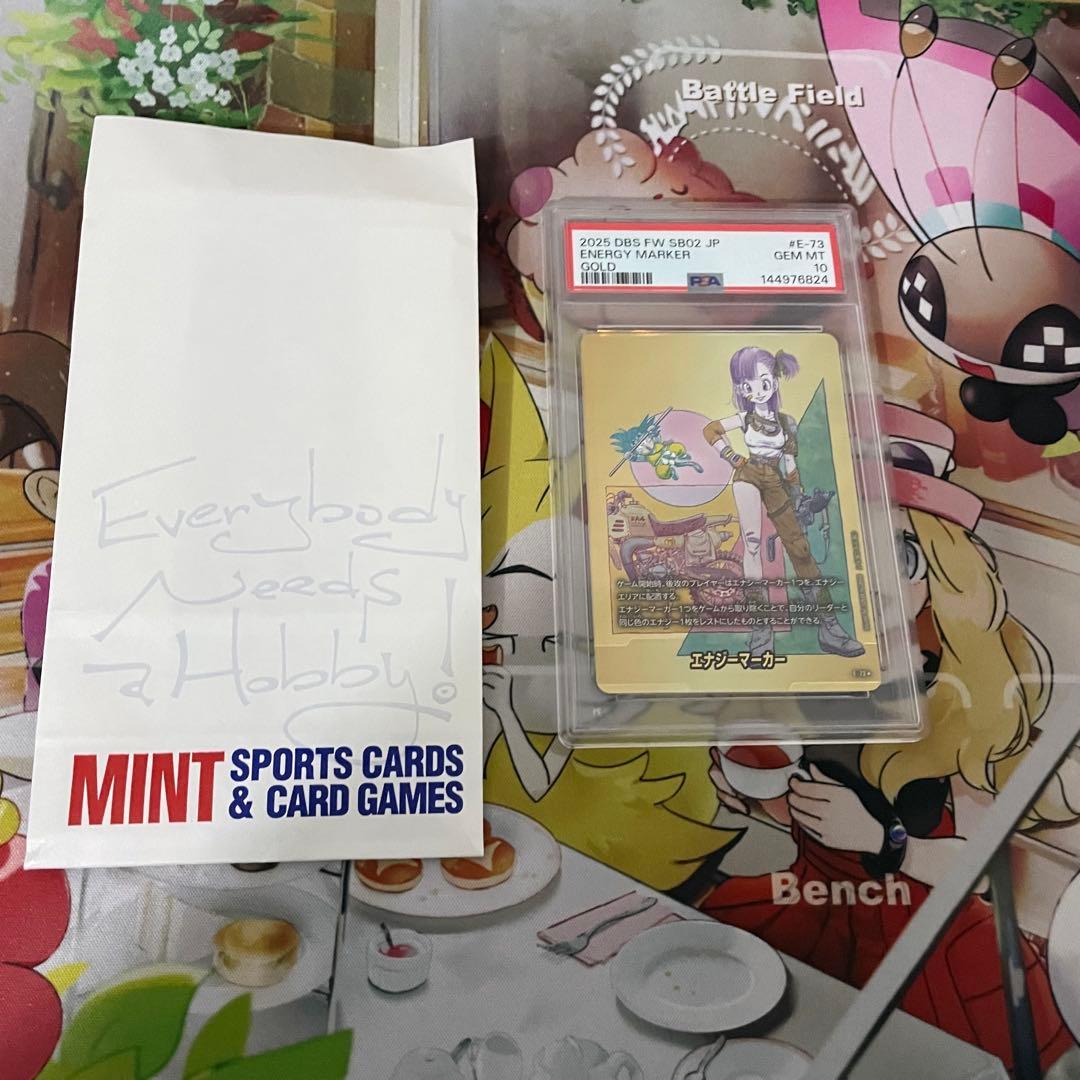 Battle Field
2025 DBS FW SB02 JP #E-73
ENERGY MARKER GEM MT
GOLD 10
PSA 144976824
ゲーム開始時、後攻のプレイヤーはエナジーマーカー1つを、エナジー
エリアに配置する。
エナジーマーカー1つをゲームから取り除くことで、自分のリーダーと
同じ色のエナジー1枚をレストにしたものとすることができる。
エナジーマーカー
E-73
Everybody
Needs
a Hobby!
MINT SPORTS CARDS
& CARD GAMES
Bench